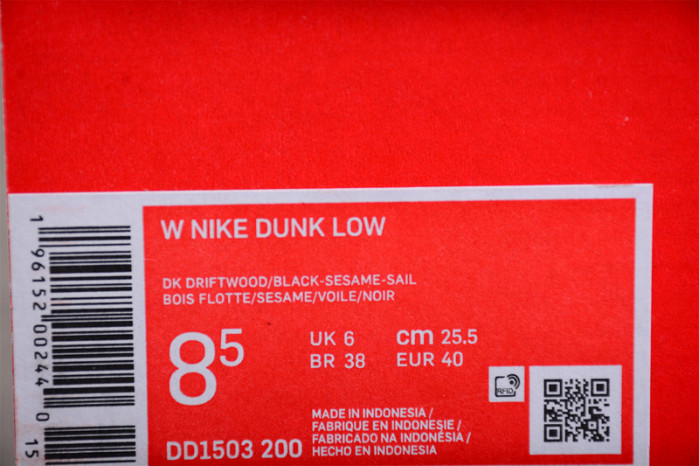 W NIKE DUNK LOW
DK DRIFTWOOD/BLACK-SESAME-SAIL
BOIS FLOTTE/SESAME/VOILE/NOIR
8⁵
UK 6 cm 25.5
BR 38 EUR 40
RFID
DD1503 200
MADE IN INDONESIA /
FABRIQUE EN INDONESIE /
FABRICADO NA INDONÉSIA /
HECHO EN INDONESIA
1 96152 00244 0
15